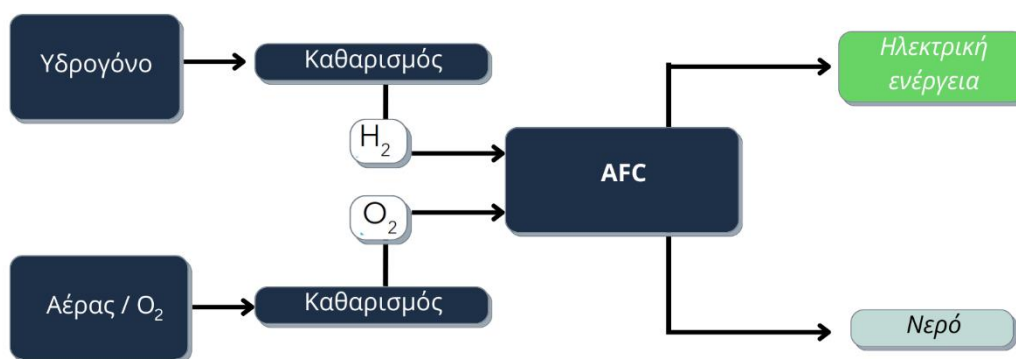 Υδρογόνο
Καθαρισμός
Ηλεκτρική
ενέργεια
H₂
AFC
O₂
Αέρας / O₂
Καθαρισμός
Νερό